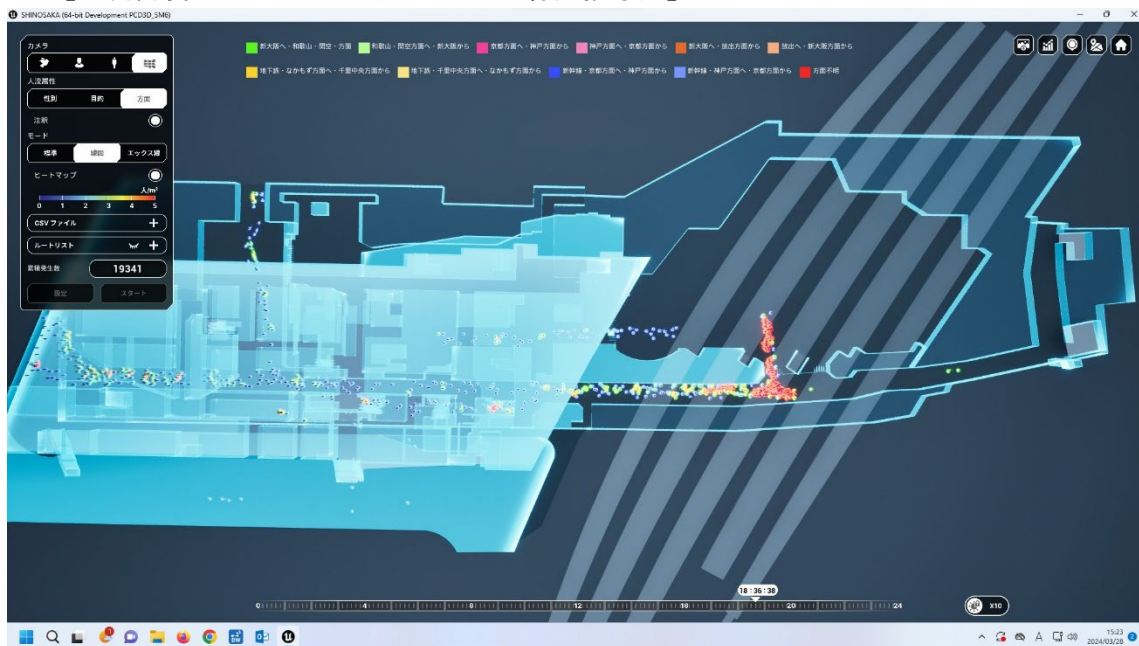 SHINOSAKA (64-bit Development PCD3D_SM6)
カメラ
人流属性
性別 目的 方面
注釈
モード
標準 線画 エックス線
ヒートマップ
人/m²
0 1 2 3 4 5
CSVファイル
ルートリスト
累積発生数 19341
設定 スタート
新大阪へ・和歌山・関空・方面 和歌山・関空方面へ・新大阪から 京都方面へ・神戸方面から 神戸方面へ・京都方面から 新大阪へ・放出方面から 放出へ・新大阪方面から
地下鉄・なかもず方面へ・千里中央方面から 地下鉄・千里中央方面へ・なかもず方面から 新幹線・京都方面へ・神戸方面から 新幹線・神戸方面へ・京都方面から 方面不明
18:36:38
0 4 8 12 16 20 24
X10
A
15:23
2024/03/28